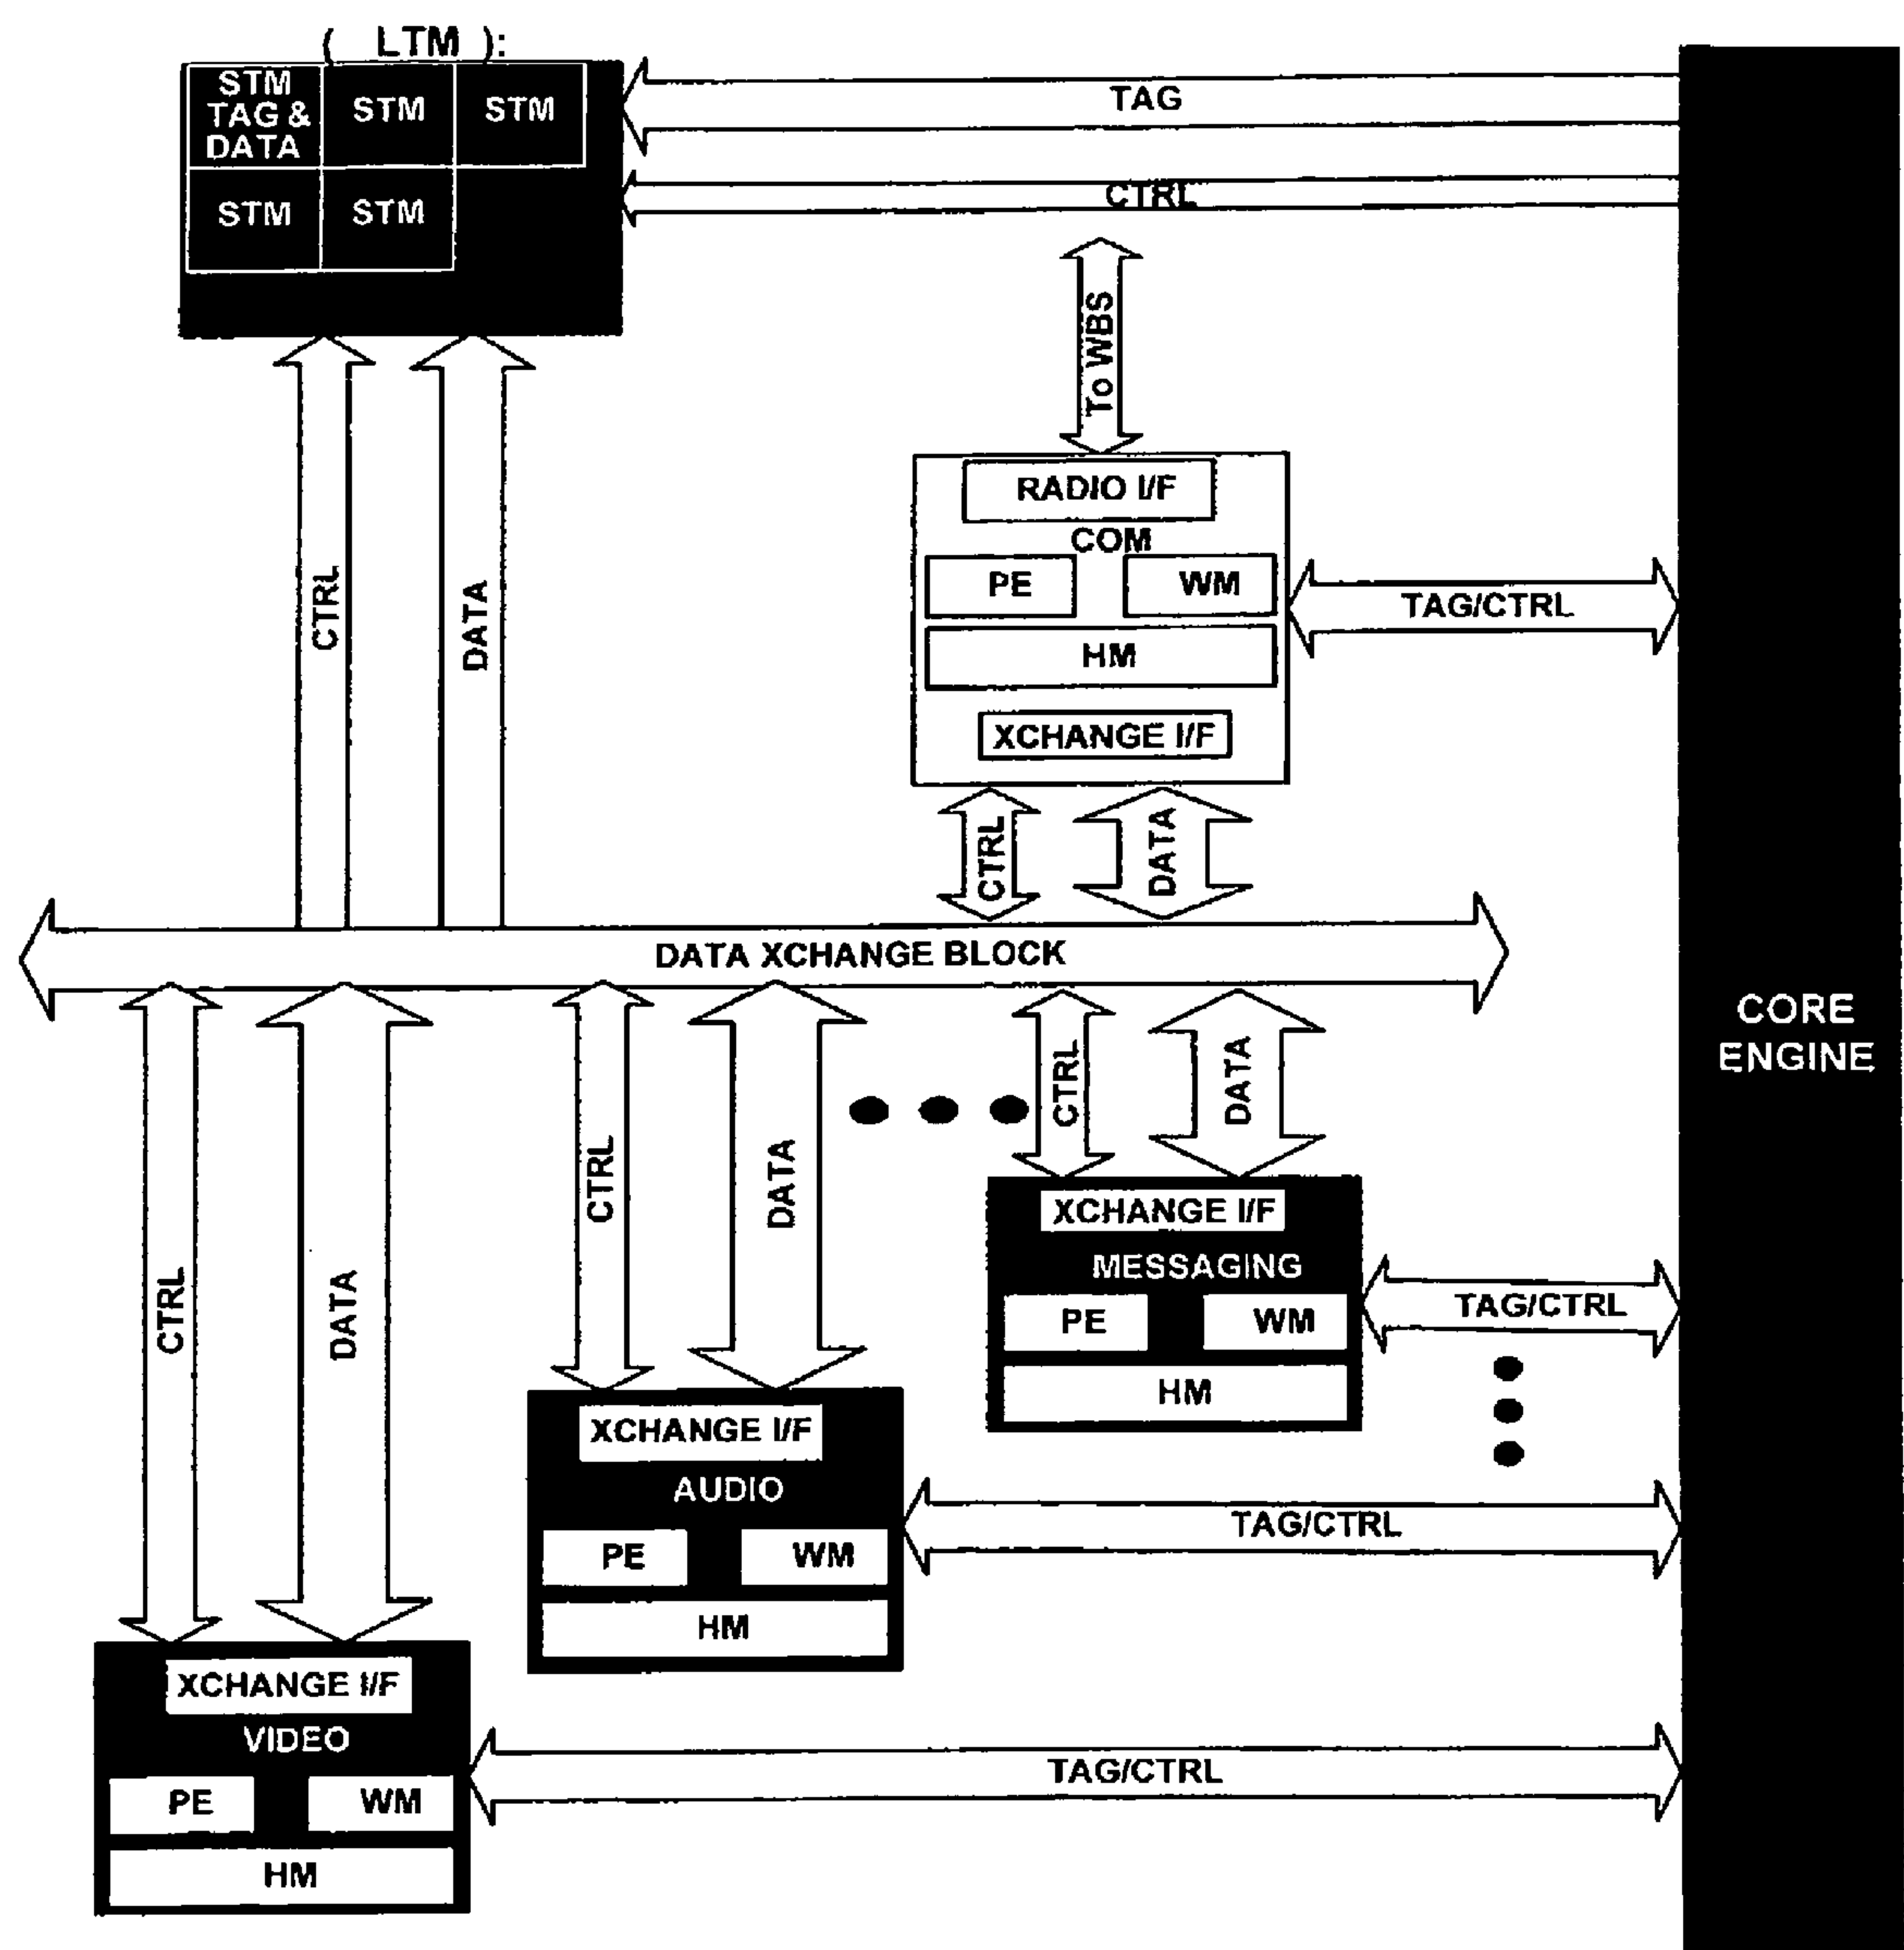 ( LTM ):
STM
TAG &
DATA
STM
STM
STM
STM
TAG
CTRL
To WBS
RADIO I/F
COM
PE
WM
HM
XCHANGE I/F
TAG/CTRL
CTRL
DATA
CTRL
DATA
DATA XCHANGE BLOCK
CORE
ENGINE
CTRL
DATA
CTRL
DATA
CTRL
DATA
XCHANGE I/F
MESSAGING
PE
WM
HM
TAG/CTRL
XCHANGE I/F
AUDIO
PE
WM
HM
TAG/CTRL
XCHANGE I/F
VIDEO
PE
WM
HM
TAG/CTRL